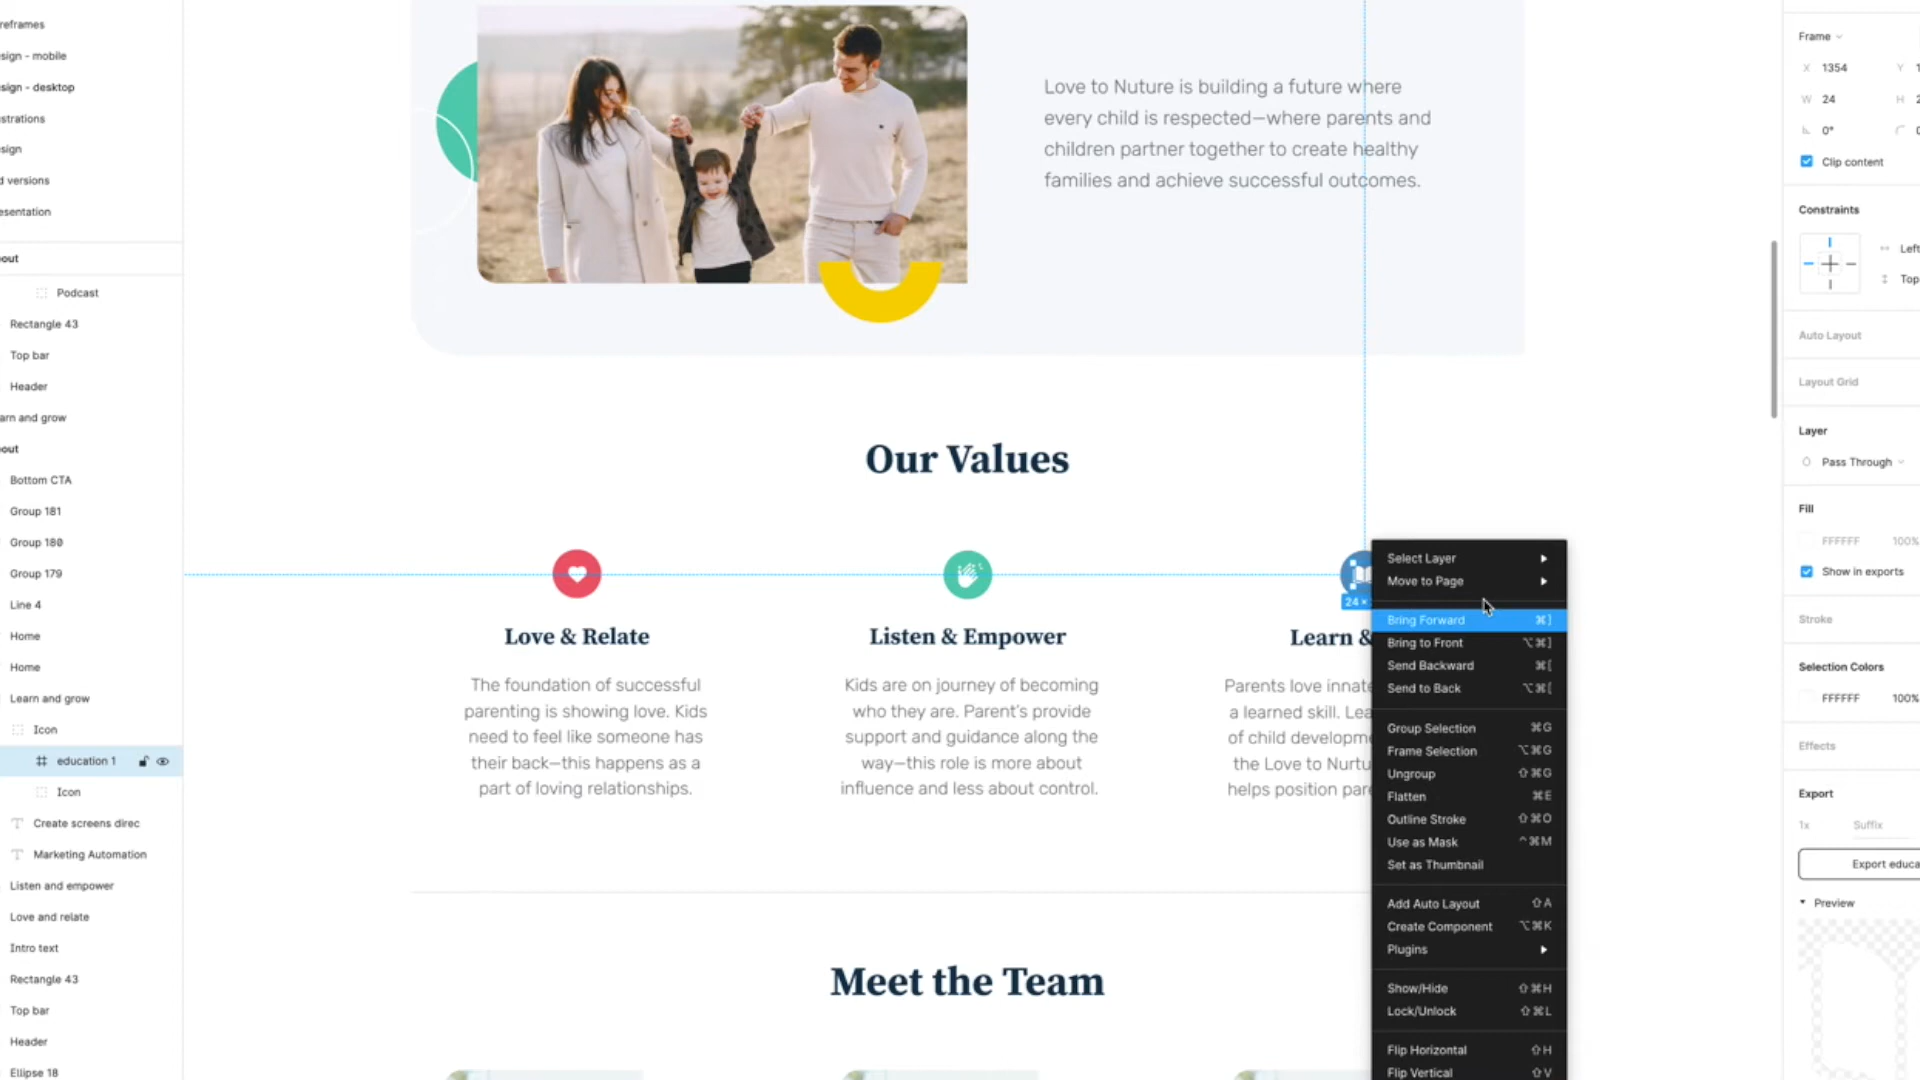 reframes
sign - mobile
sign - desktop
strations
sign
d versions
esentation
out
Podcast
Rectangle 43
Top bar
Header
arn and grow
out
Bottom CTA
Group 181
Group 180
Group 179
Line 4
Home
Home
Learn and grow
Icon
education 1
Icon
Create screens direc
Marketing Automation
Listen and empower
Love and relate
Intro text
Rectangle 43
Top bar
Header
Ellipse 18
Love to Nuture is building a future where
every child is respected—where parents and
children partner together to create healthy
families and achieve successful outcomes.
Our Values
Love & Relate
The foundation of successful
parenting is showing love. Kids
need to feel like someone has
their back—this happens as a
part of loving relationships.
Listen & Empower
Kids are on journey of becoming
who they are. Parent's provide
support and guidance along the
way—this role is more about
influence and less about control.
24 ×
Learn &
Parents love innate
a learned skill. Lea
of child developme
the Love to Nurtu
helps position pare
Meet the Team
Select Layer
Move to Page
Bring Forward ⌘]
Bring to Front ⌥⌘]
Send Backward ⌘[
Send to Back ⌥⌘[
Group Selection ⌘G
Frame Selection ⌥⌘G
Ungroup ⇧⌘G
Flatten ⌘E
Outline Stroke ⇧⌘O
Use as Mask ^⌘M
Set as Thumbnail
Add Auto Layout ⇧A
Create Component ⌥⌘K
Plugins
Show/Hide ⇧⌘H
Lock/Unlock ⇧⌘L
Flip Horizontal ⇧H
Flip Vertical ⇧V
Frame
X 1354 Y 1
W 24 H 2
0° 0
Clip content
Constraints
Left
Top
Auto Layout
Layout Grid
Layer
Pass Through
Fill
FFFFFF 100%
Show in exports
Stroke
Selection Colors
FFFFFF 100%
Effects
Export
1x Suffix
Export educa
Preview